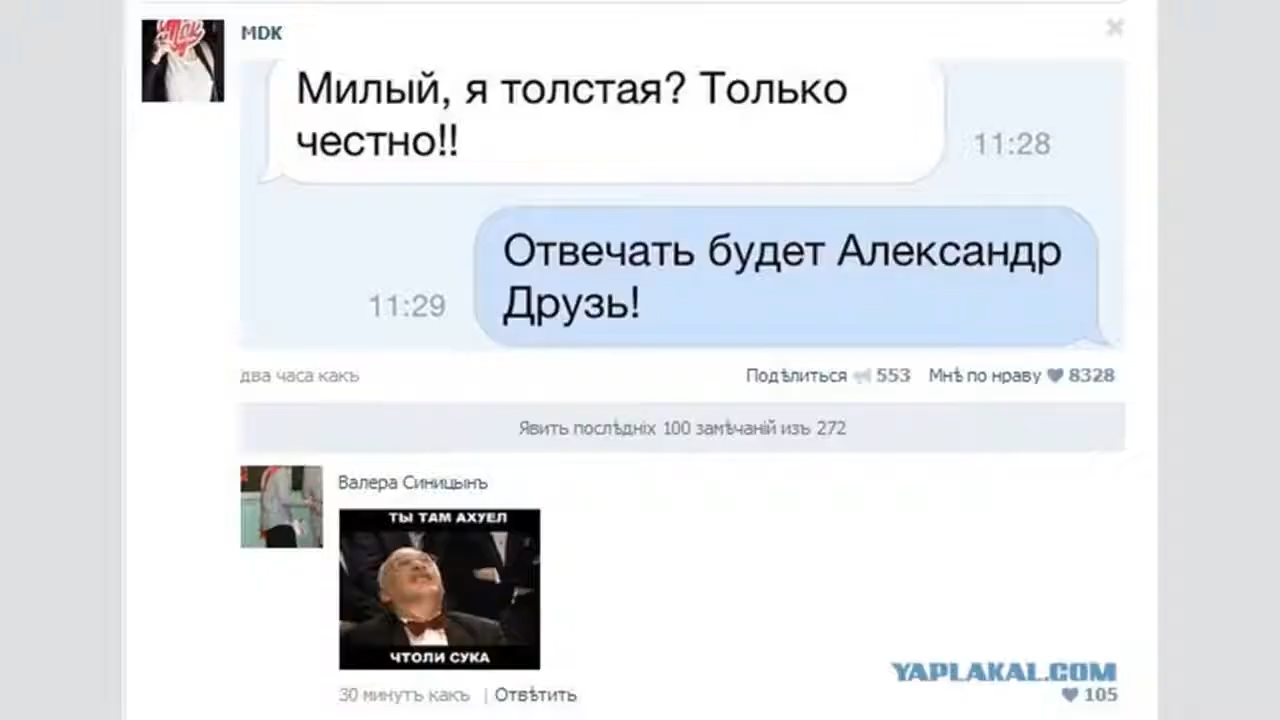 MDK
Милый, я толстая? Только
честно!!
11:28
Отвечать будет Александр
Друзь!
11:29
два часа какъ
Подѣлиться 553 Мнѣ по нраву 8328
Явить послѣдніх 100 замѣчаній изъ 272
Валера Синицынъ
ТЫ ТАМ АХУЕЛ
ЧТОЛИ СУКА
30 минутъ какъ | Отвѣтить
YAPLAKAL.COM
105